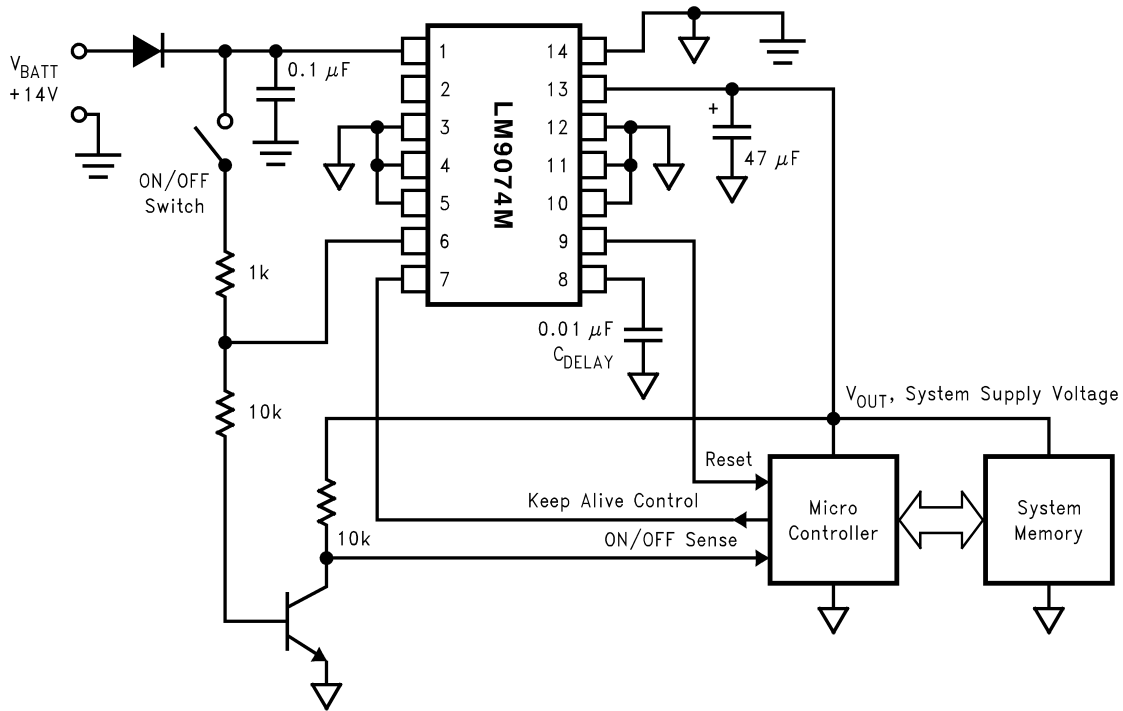 V_BATT
+14V
0.1 μF
ON/OFF
Switch
1k
10k
10k
LM9074M
1
2
3
4
5
6
7
14
13
12
11
10
9
8
+
47 μF
0.01 μF
C_DELAY
V_OUT, System Supply Voltage
Reset
Keep Alive Control
ON/OFF Sense
Micro
Controller
System
Memory